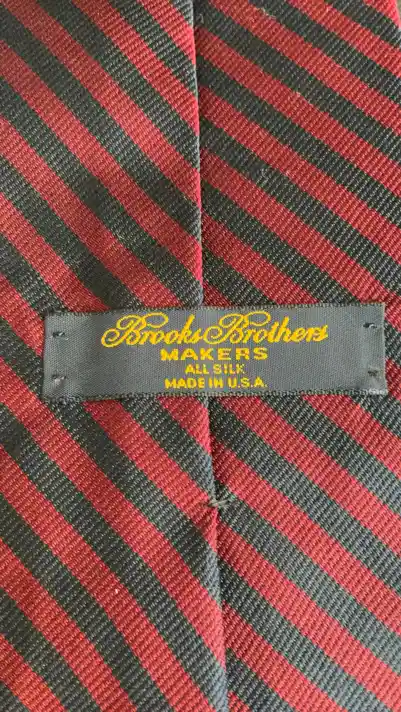 Brooks Brothers
MAKERS
ALL SILK
MADE IN U.S.A.